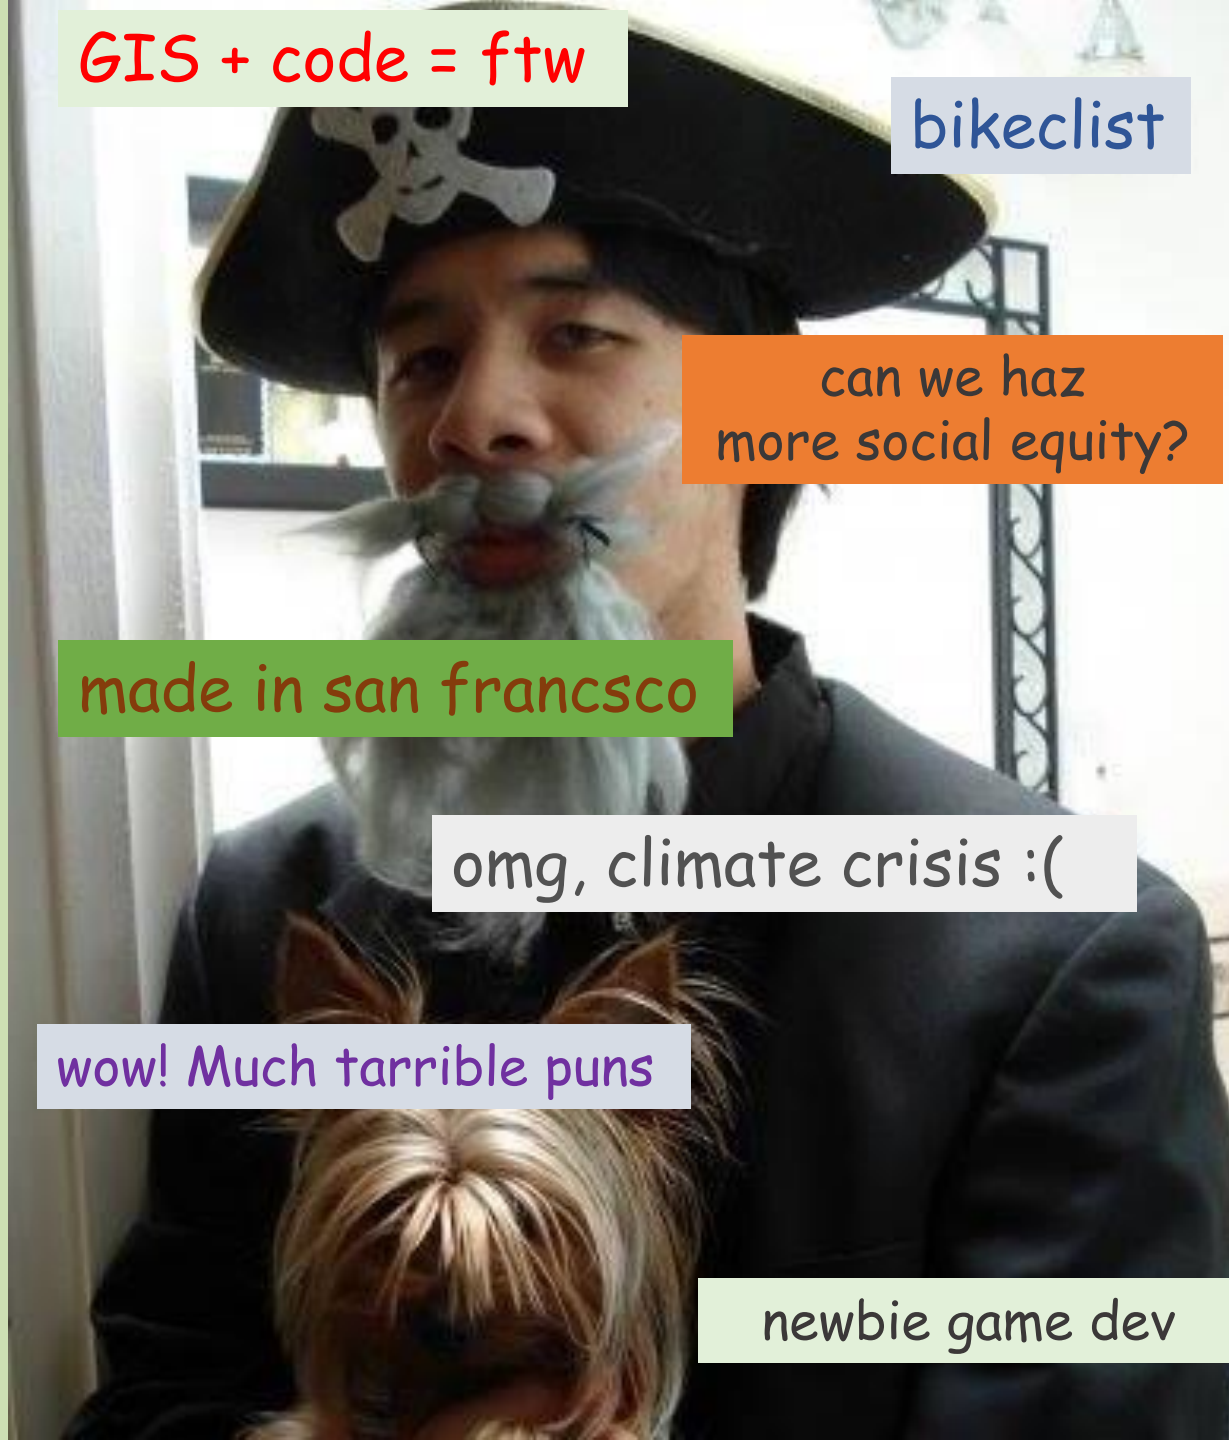 GIS + code = ftw
bikeclist
can we haz
more social equity?
made in san francsco
omg, climate crisis :(
wow! Much tarrible puns
newbie game dev